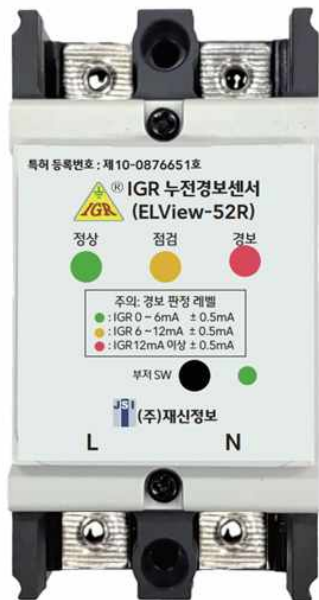 특허 등록번호 : 제10-0876651호
IGR ® IGR 누전경보센서
(ELView-52R)
정상 점검 경보
주의: 경보 판정 레벨
: IGR 0 ~ 6mA ± 0.5mA
: IGR 6 ~ 12mA ± 0.5mA
: IGR 12mA 이상 ± 0.5mA
부저 SW
JSI (주)재신정보
L N